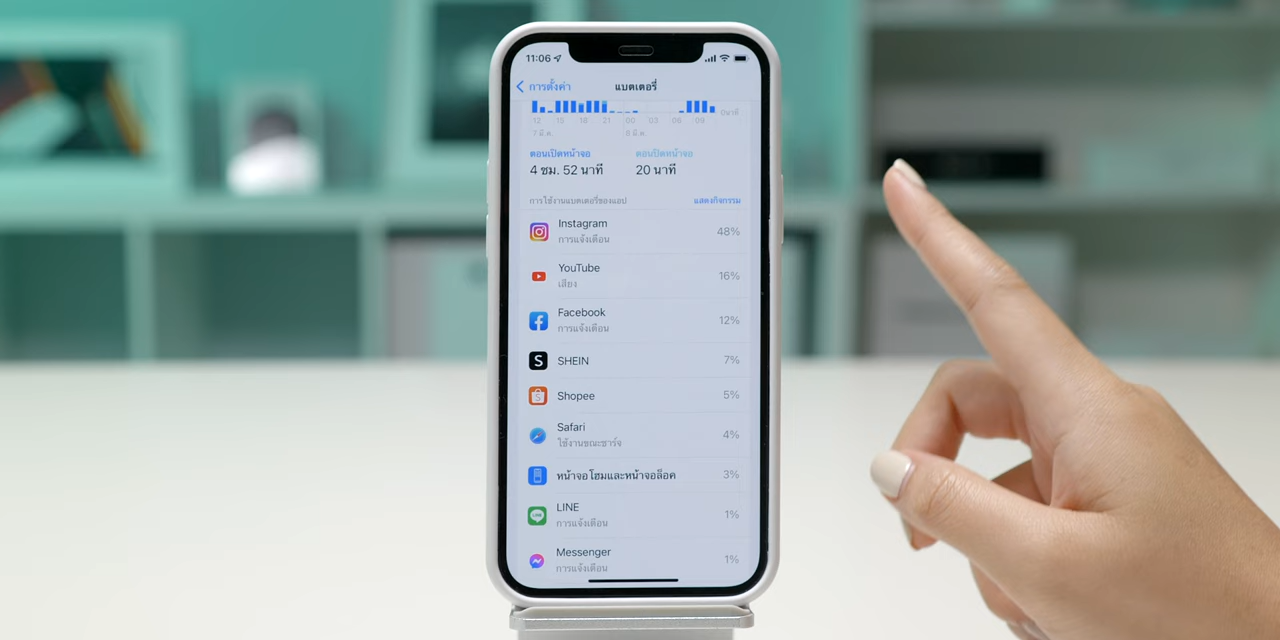 11:06
การตั้งค่า
แบตเตอรี่
0นาที
12 15 18 21 00 03 06 09
7 มี.ค. 8 มี.ค.
ตอนเปิดหน้าจอ ตอนปิดหน้าจอ
4 ชม. 52 นาที 20 นาที
การใช้งานแบตเตอรี่ของแอป แสดงกิจกรรม
Instagram 48%
การแจ้งเตือน
YouTube 16%
เสียง
Facebook 12%
การแจ้งเตือน
SHEIN 7%
Shopee 5%
Safari 4%
ใช้งานขณะชาร์จ
หน้าจอโฮมและหน้าจอล็อค 3%
LINE 1%
การแจ้งเตือน
Messenger 1%
การแจ้งเตือน